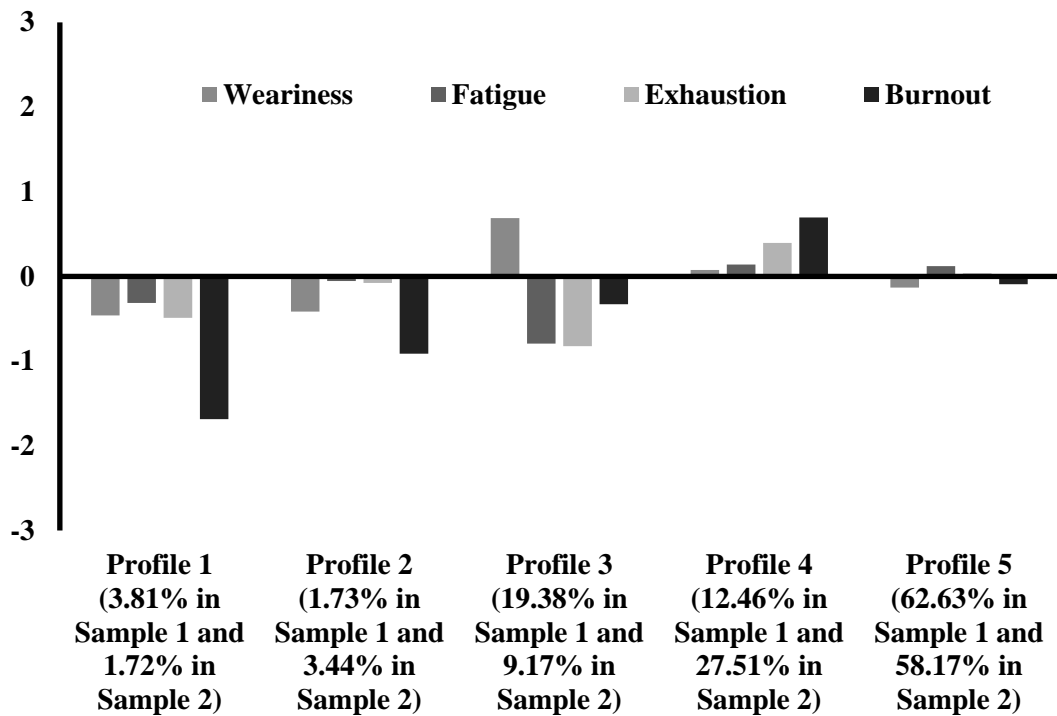 3
2
1
0
-1
-2
-3
Weariness Fatigue Exhaustion Burnout
Profile 1
(3.81% in
Sample 1 and
1.72% in
Sample 2)
Profile 2
(1.73% in
Sample 1 and
3.44% in
Sample 2)
Profile 3
(19.38% in
Sample 1 and
9.17% in
Sample 2)
Profile 4
(12.46% in
Sample 1 and
27.51% in
Sample 2)
Profile 5
(62.63% in
Sample 1 and
58.17% in
Sample 2)